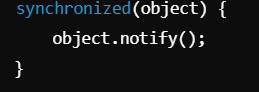 synchronized(object) {
    object.notify();
}